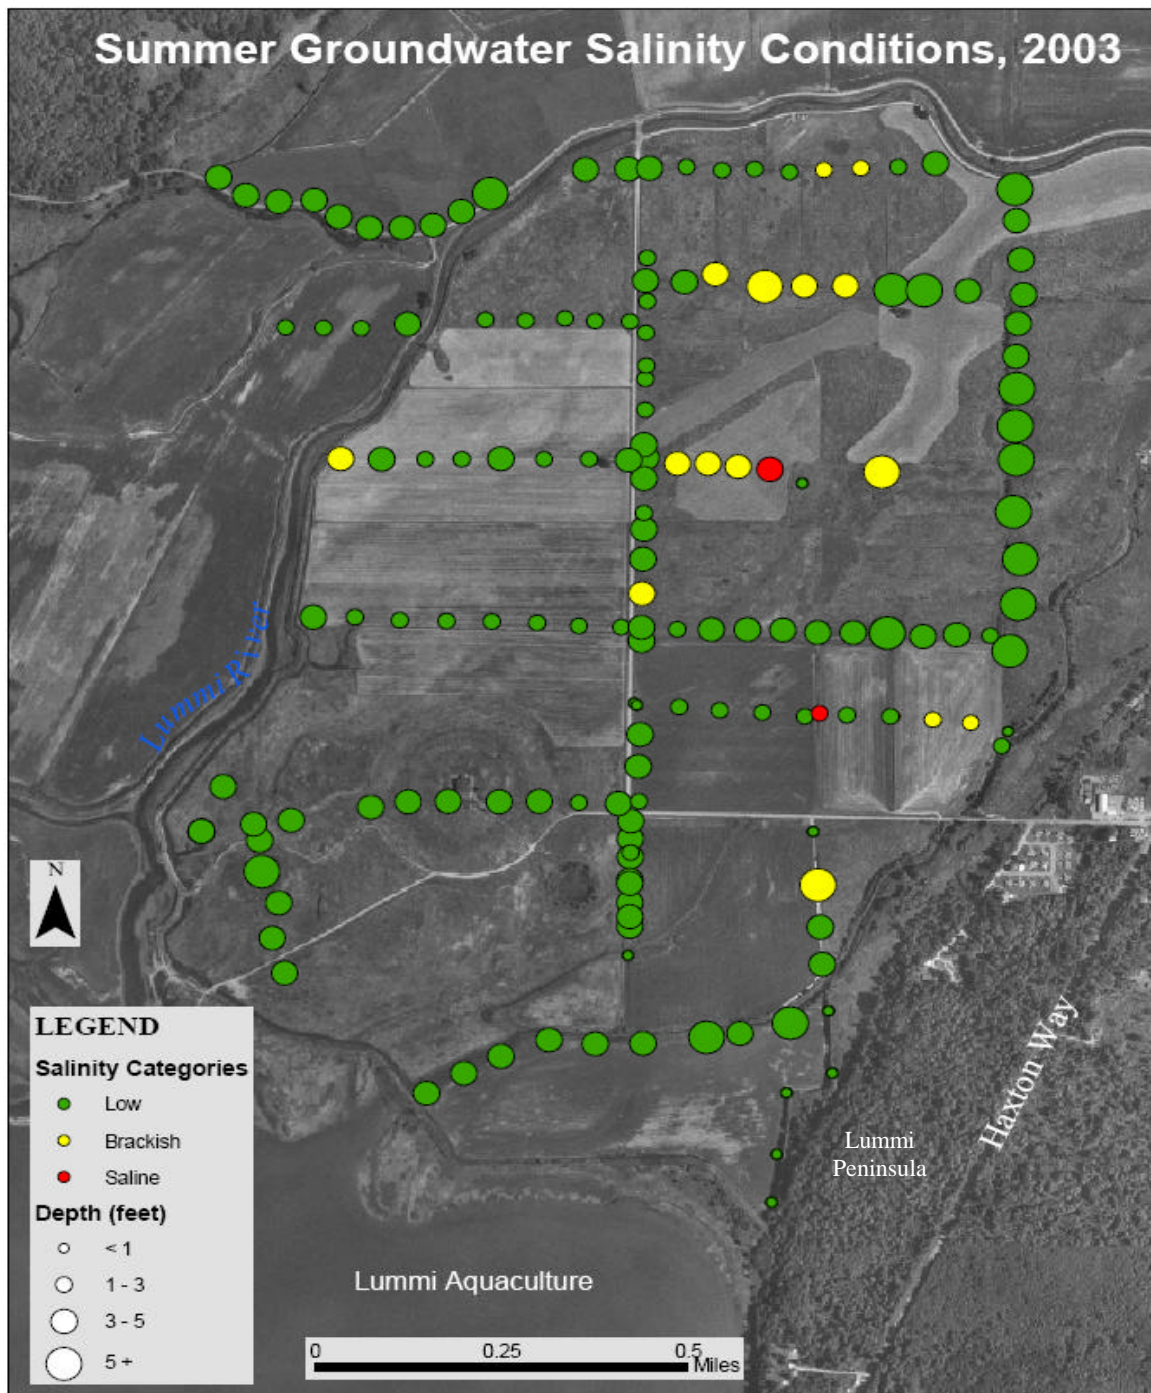 Summer Groundwater Salinity Conditions, 2003
Lummi River
N
LEGEND
Salinity Categories
Low
Brackish
Saline
Depth (feet)
< 1
1 - 3
3 - 5
5 +
Haxton Way
Lummi
Peninsula
Lummi Aquaculture
0 0.25 0.5
Miles